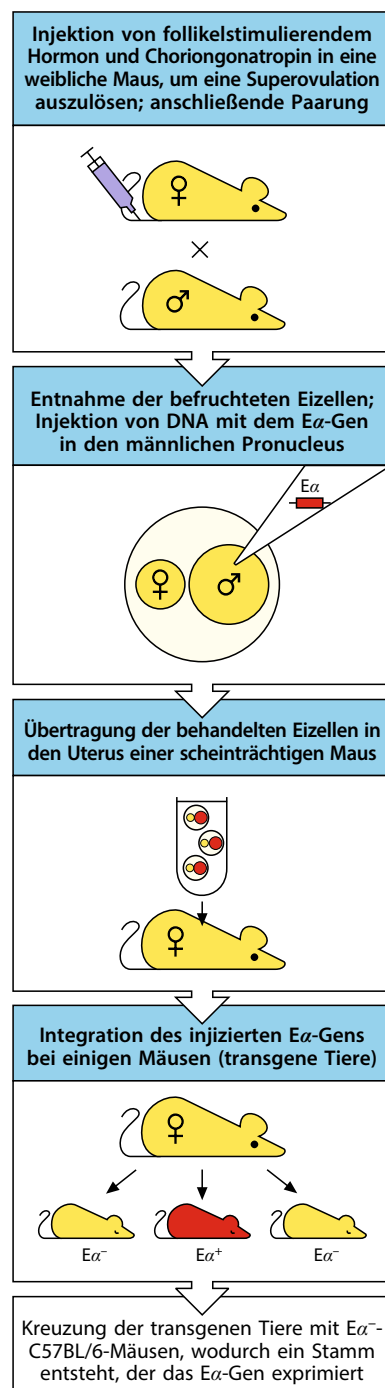 Injektion von follikelstimulierendem
Hormon und Choriongonatropin in eine
weibliche Maus, um eine Superovulation
auszulösen; anschließende Paarung
♀
×
♂
Entnahme der befruchteten Eizellen;
Injektion von DNA mit dem Eα-Gen
in den männlichen Pronucleus
Eα
♀ ♂
Übertragung der behandelten Eizellen in
den Uterus einer scheinträchtigen Maus
♀
Integration des injizierten Eα-Gens
bei einigen Mäusen (transgene Tiere)
♀
Eα⁻ Eα⁺ Eα⁻
Kreuzung der transgenen Tiere mit Eα⁻-
C57BL/6-Mäusen, wodurch ein Stamm
entsteht, der das Eα-Gen exprimiert